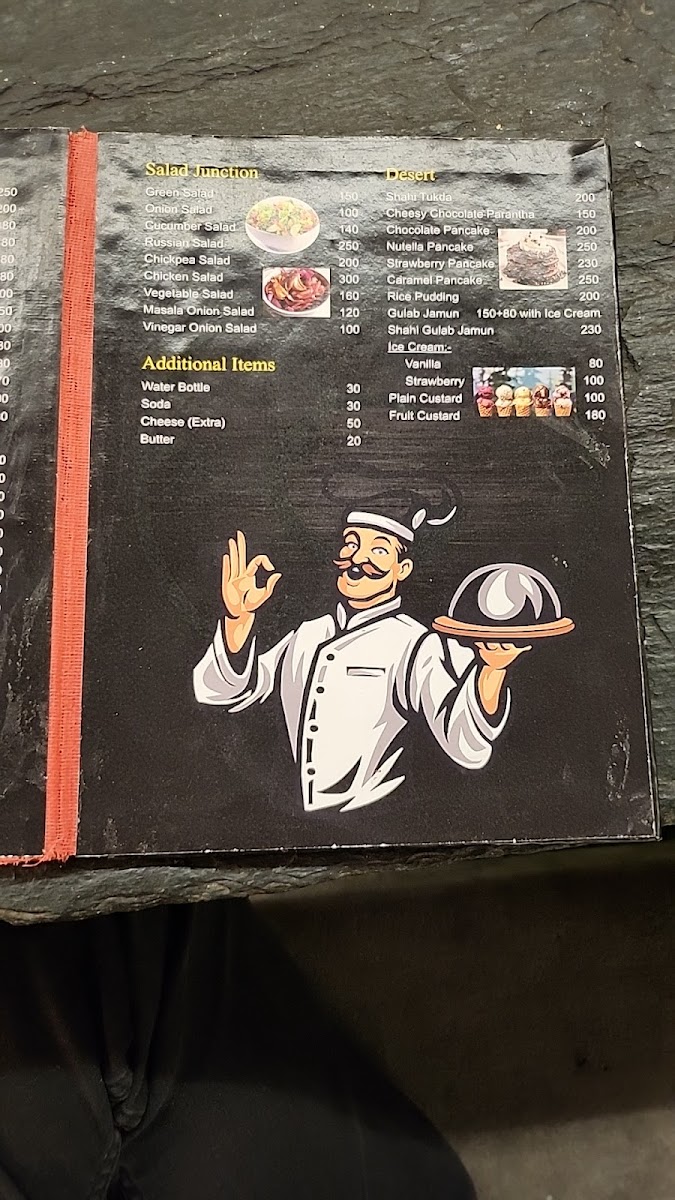 250
200
Salad Junction
Green Salad 150
Onion Salad 100
Cucumber Salad 140
Russian Salad 250
Chickpea Salad 200
Chicken Salad 300
Vegetable Salad 160
Masala Onion Salad 120
Vinegar Onion Salad 100
Additional Items
Water Bottle 30
Soda 30
Cheese (Extra) 50
Butter 20
Desert
Shahi Tukda 200
Cheesy Chocolate Parantha 150
Chocolate Pancake 200
Nutella Pancake 250
Strawberry Pancake 230
Caramel Pancake 250
Rice Pudding 200
Gulab Jamun 150+80 with Ice Cream
Shahi Gulab Jamun 230
Ice Cream:-
Vanilla 80
Strawberry 100
Plain Custard 100
Fruit Custard 180